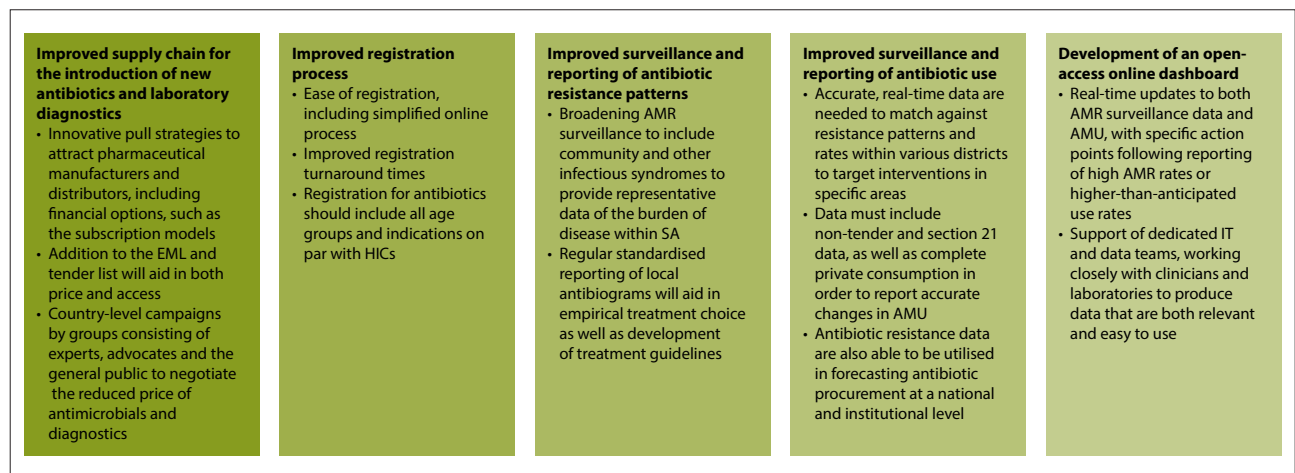 Improved supply chain for
the introduction of new
antibiotics and laboratory
diagnostics
• Innovative pull strategies to
attract pharmaceutical
manufacturers and
distributors, including
financial options, such as
the subscription models
• Addition to the EML and
tender list will aid in both
price and access
• Country-level campaigns
by groups consisting of
experts, advocates and the
general public to negotiate
the reduced price of
antimicrobials and
diagnostics
Improved registration
process
• Ease of registration,
including simplified online
process
• Improved registration
turnaround times
• Registration for antibiotics
should include all age
groups and indications on
par with HICs
Improved surveillance and
reporting of antibiotic
resistance patterns
• Broadening AMR
surveillance to include
community and other
infectious syndromes to
provide representative
data of the burden of
disease within SA
• Regular standardised
reporting of local
antibiograms will aid in
empirical treatment choice
as well as development
of treatment guidelines
Improved surveillance and
reporting of antibiotic use
• Accurate, real-time data are
needed to match against
resistance patterns and
rates within various districts
to target interventions in
specific areas
• Data must include
non-tender and section 21
data, as well as complete
private consumption in
order to report accurate
changes in AMU
• Antibiotic resistance data
are also able to be utilised
in forecasting antibiotic
procurement at a national
and institutional level
Development of an open-
access online dashboard
• Real-time updates to both
AMR surveillance data and
AMU, with specific action
points following reporting
of high AMR rates or
higher-than-anticipated
use rates
• Support of dedicated IT
and data teams, working
closely with clinicians and
laboratories to produce
data that are both relevant
and easy to use